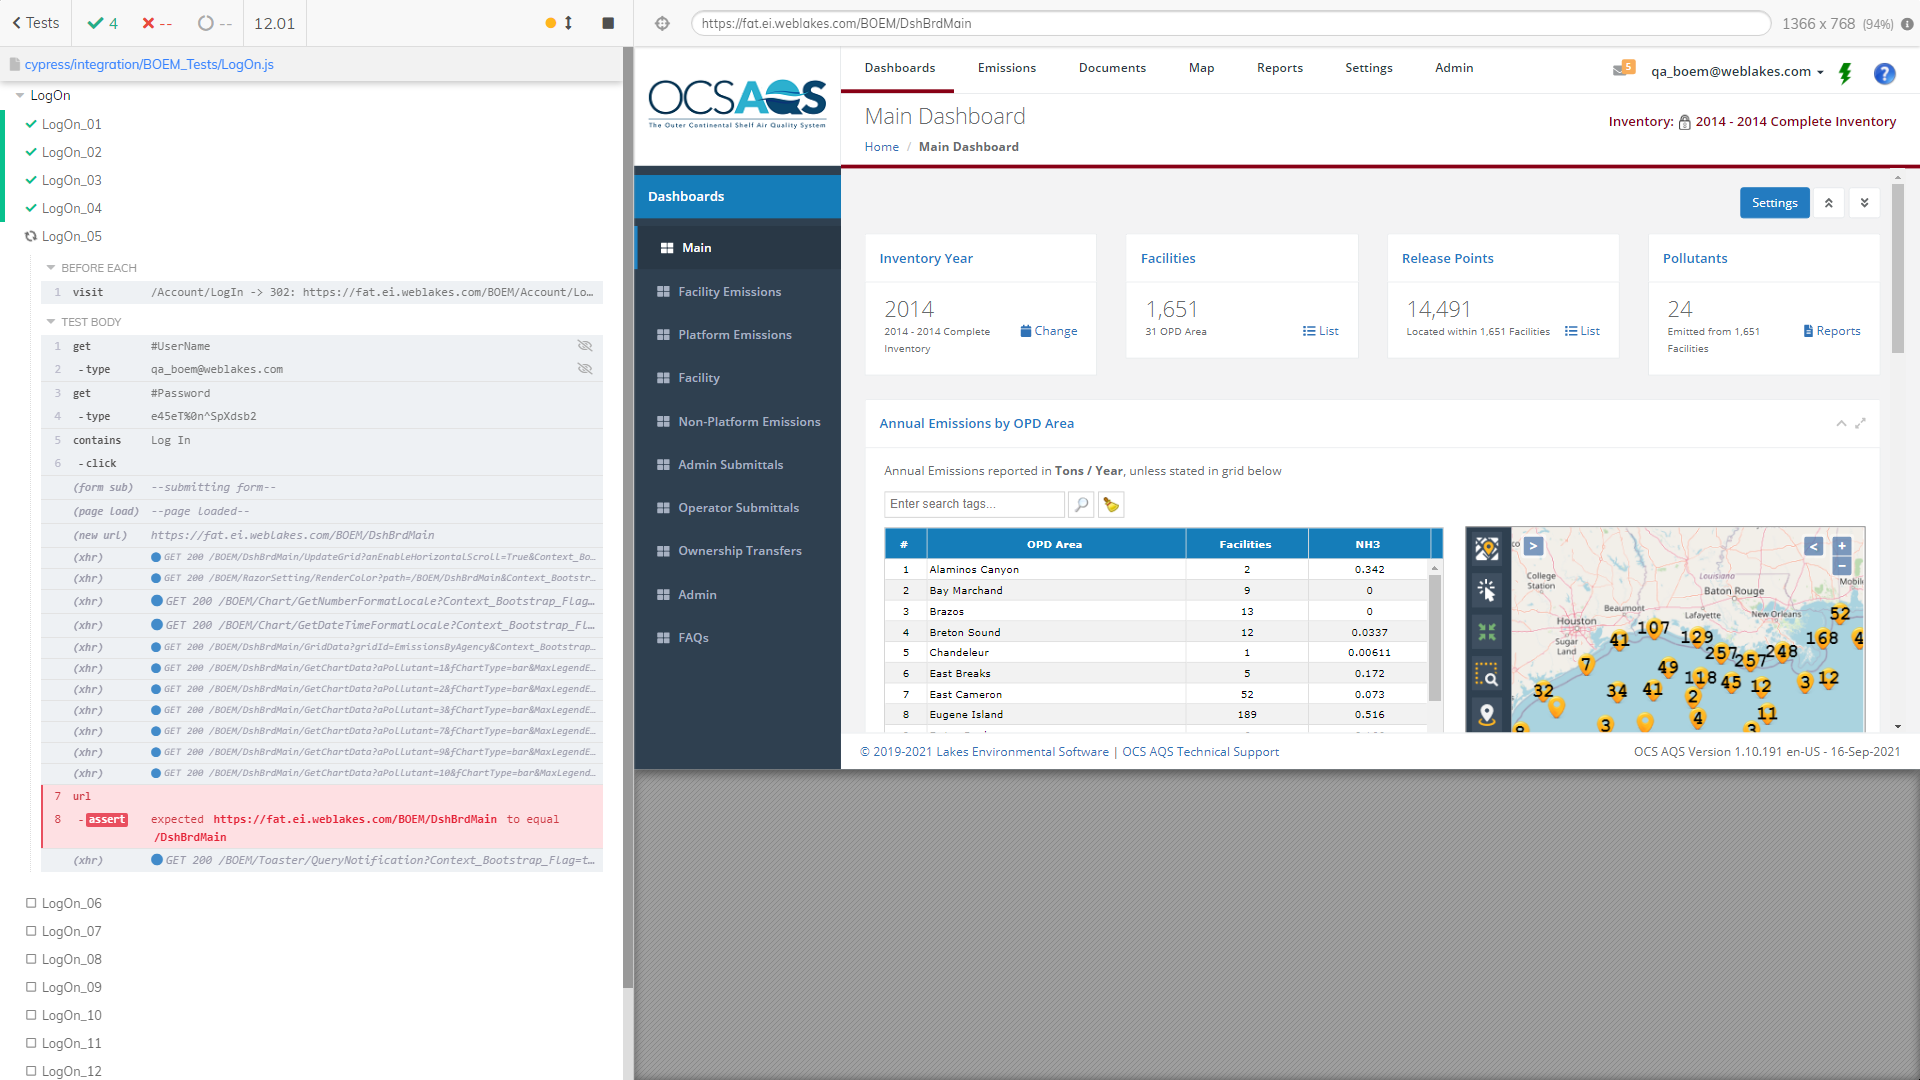 Tests
4
--
--
12.01
https://fat.ei.weblakes.com/BOEM/DshBrdMain
1366 x 768 (94%)
cypress/integration/BOEM_Tests/LogOn.js
LogOn
LogOn_01
LogOn_02
LogOn_03
LogOn_04
LogOn_05
BEFORE EACH
1 visit /Account/LogIn -> 302: https://fat.ei.weblakes.com/BOEM/Account/Lo...
TEST BODY
1 get #UserName
2 -type qa_boem@weblakes.com
3 get #Password
4 -type e45eT%0n^SpXdsb2
5 contains Log In
6 -click
(form sub) --submitting form--
(page load) --page loaded--
(new url) https://fat.ei.weblakes.com/BOEM/DshBrdMain
(xhr) GET 200 /BOEM/DshBrdMain/UpdateGrid?anEnableHorizontalScroll=True&Context_Bo...
(xhr) GET 200 /BOEM/RazorSetting/RenderColor?path=/BOEM/DshBrdMain&Context_Bootstr...
(xhr) GET 200 /BOEM/Chart/GetNumberFormatLocale?Context_Bootstrap_Flag...
(xhr) GET 200 /BOEM/Chart/GetDateTimeFormatLocale?Context_Bootstrap_Fl...
(xhr) GET 200 /BOEM/DshBrdMain/GridData?gridId=EmissionsByAgency&Context_Bootstrap...
(xhr) GET 200 /BOEM/DshBrdMain/GetChartData?aPollutant=1&fChartType=bar&MaxLegendE...
(xhr) GET 200 /BOEM/DshBrdMain/GetChartData?aPollutant=2&fChartType=bar&MaxLegendE...
(xhr) GET 200 /BOEM/DshBrdMain/GetChartData?aPollutant=3&fChartType=bar&MaxLegendE...
(xhr) GET 200 /BOEM/DshBrdMain/GetChartData?aPollutant=7&fChartType=bar&MaxLegendE...
(xhr) GET 200 /BOEM/DshBrdMain/GetChartData?aPollutant=9&fChartType=bar&MaxLegendE...
(xhr) GET 200 /BOEM/DshBrdMain/GetChartData?aPollutant=10&fChartType=bar&MaxLegend...
7 url
8 -assert expected https://fat.ei.weblakes.com/BOEM/DshBrdMain to equal
/DshBrdMain
(xhr) GET 200 /BOEM/Toaster/QueryNotification?Context_Bootstrap_Flag=t...
LogOn_06
LogOn_07
LogOn_08
LogOn_09
LogOn_10
LogOn_11
LogOn_12
OCSAQS
The Outer Continental Shelf Air Quality System
Dashboards Emissions Documents Map Reports Settings Admin
5 qa_boem@weblakes.com ?
Main Dashboard
Inventory: 2014 - 2014 Complete Inventory
Home / Main Dashboard
Dashboards
Main
Facility Emissions
Platform Emissions
Facility
Non-Platform Emissions
Admin Submittals
Operator Submittals
Ownership Transfers
Admin
FAQs
Settings
Inventory Year
2014
2014 - 2014 Complete Inventory
Change
Facilities
1,651
31 OPD Area
List
Release Points
14,491
Located within 1,651 Facilities
List
Pollutants
24
Emitted from 1,651 Facilities
Reports
Annual Emissions by OPD Area
Annual Emissions reported in Tons / Year, unless stated in grid below
Enter search tags...
# OPD Area Facilities NH3
1 Alaminos Canyon 2 0.342
2 Bay Marchand 9 0
3 Brazos 13 0
4 Breton Sound 12 0.0337
5 Chandeleur 1 0.00611
6 East Breaks 5 0.172
7 East Cameron 52 0.073
8 Eugene Island 189 0.516
co > < +
−
College Station
Louisiana
Baton Rouge
Mobil
Beaumont
Lafayette
New Orleans
Houston
Sugar Land
52
107
41
129
168
4
257
257
248
7
49
118
45
12
3
12
32
34
41
2
4
11
3
3
8
© 2019-2021 Lakes Environmental Software | OCS AQS Technical Support
OCS AQS Version 1.10.191 en-US - 16-Sep-2021